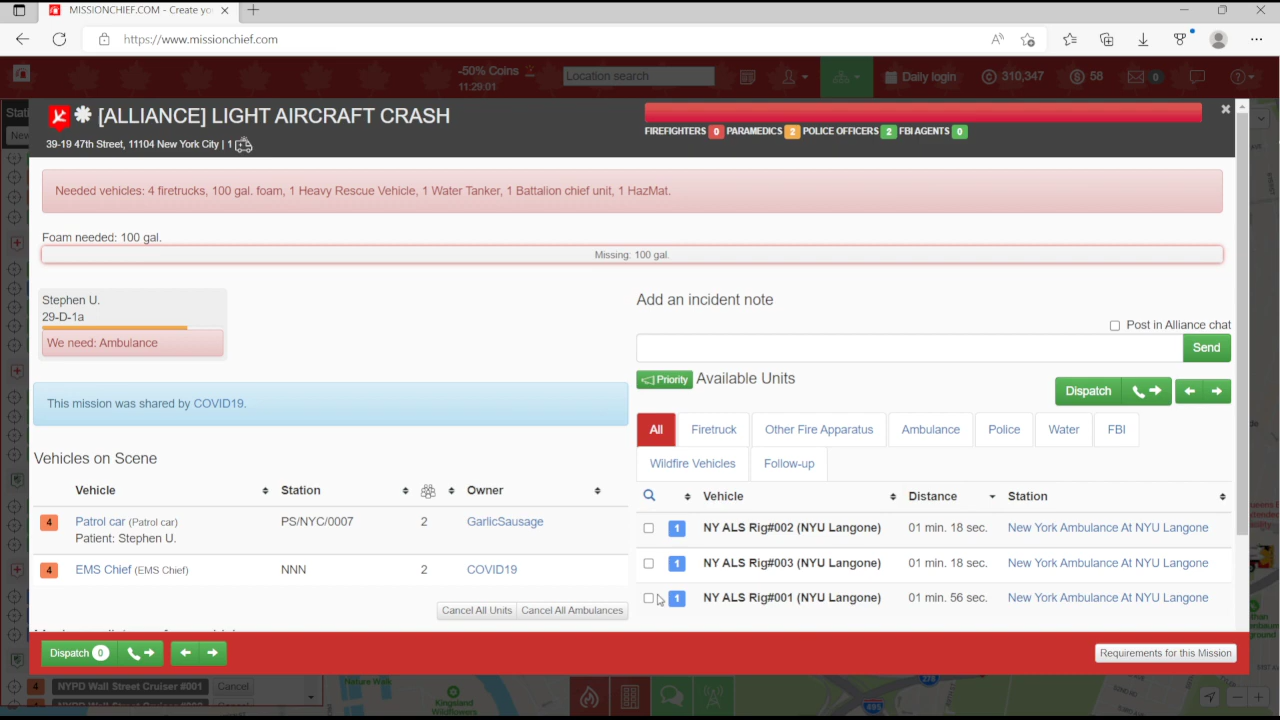 MISSIONCHIEF.COM - Create yo
https://www.missionchief.com
-50% Coins
11:29:01
Location search
Daily login
310,347
58
0
[ALLIANCE] LIGHT AIRCRAFT CRASH
39-19 47th Street, 11104 New York City | 1
FIREFIGHTERS 0 PARAMEDICS 2 POLICE OFFICERS 2 FBI AGENTS 0
Needed vehicles: 4 firetrucks, 100 gal. foam, 1 Heavy Rescue Vehicle, 1 Water Tanker, 1 Battalion chief unit, 1 HazMat.
Foam needed: 100 gal.
Missing: 100 gal.
Stephen U.
29-D-1a
We need: Ambulance
This mission was shared by COVID19.
Vehicles on Scene
Vehicle Station Owner
4 Patrol car (Patrol car) PS/NYC/0007 2 GarlicSausage
Patient: Stephen U.
4 EMS Chief (EMS Chief) NNN 2 COVID19
Cancel All Units Cancel All Ambulances
Add an incident note
Post in Alliance chat
Send
Priority Available Units
Dispatch
All Firetruck Other Fire Apparatus Ambulance Police Water FBI
Wildfire Vehicles Follow-up
Vehicle Distance Station
1 NY ALS Rig#002 (NYU Langone) 01 min. 18 sec. New York Ambulance At NYU Langone
1 NY ALS Rig#003 (NYU Langone) 01 min. 18 sec. New York Ambulance At NYU Langone
1 NY ALS Rig#001 (NYU Langone) 01 min. 56 sec. New York Ambulance At NYU Langone
Dispatch 0
Requirements for this Mission
4 NYPD Wall Street Cruiser #001 Cancel
Nature Walk
Kingsland
Wildflowers
278
495